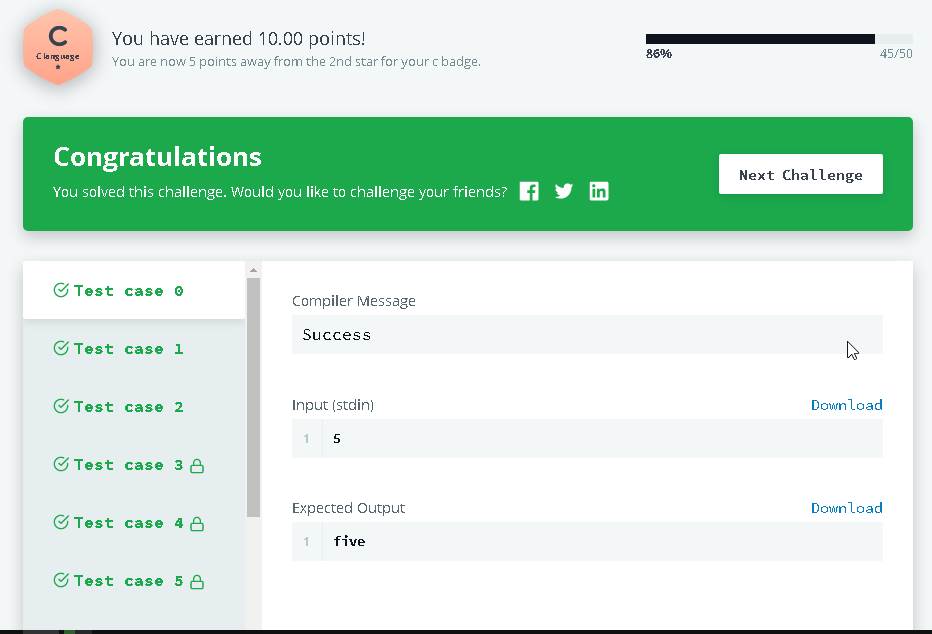 C
C language
You have earned 10.00 points!
You are now 5 points away from the 2nd star for your c badge.
86%
45/50
Congratulations
You solved this challenge. Would you like to challenge your friends?
Next Challenge
Test case 0
Test case 1
Test case 2
Test case 3
Test case 4
Test case 5
Compiler Message
Success
Input (stdin)
Download
1 5
Expected Output
Download
1 five